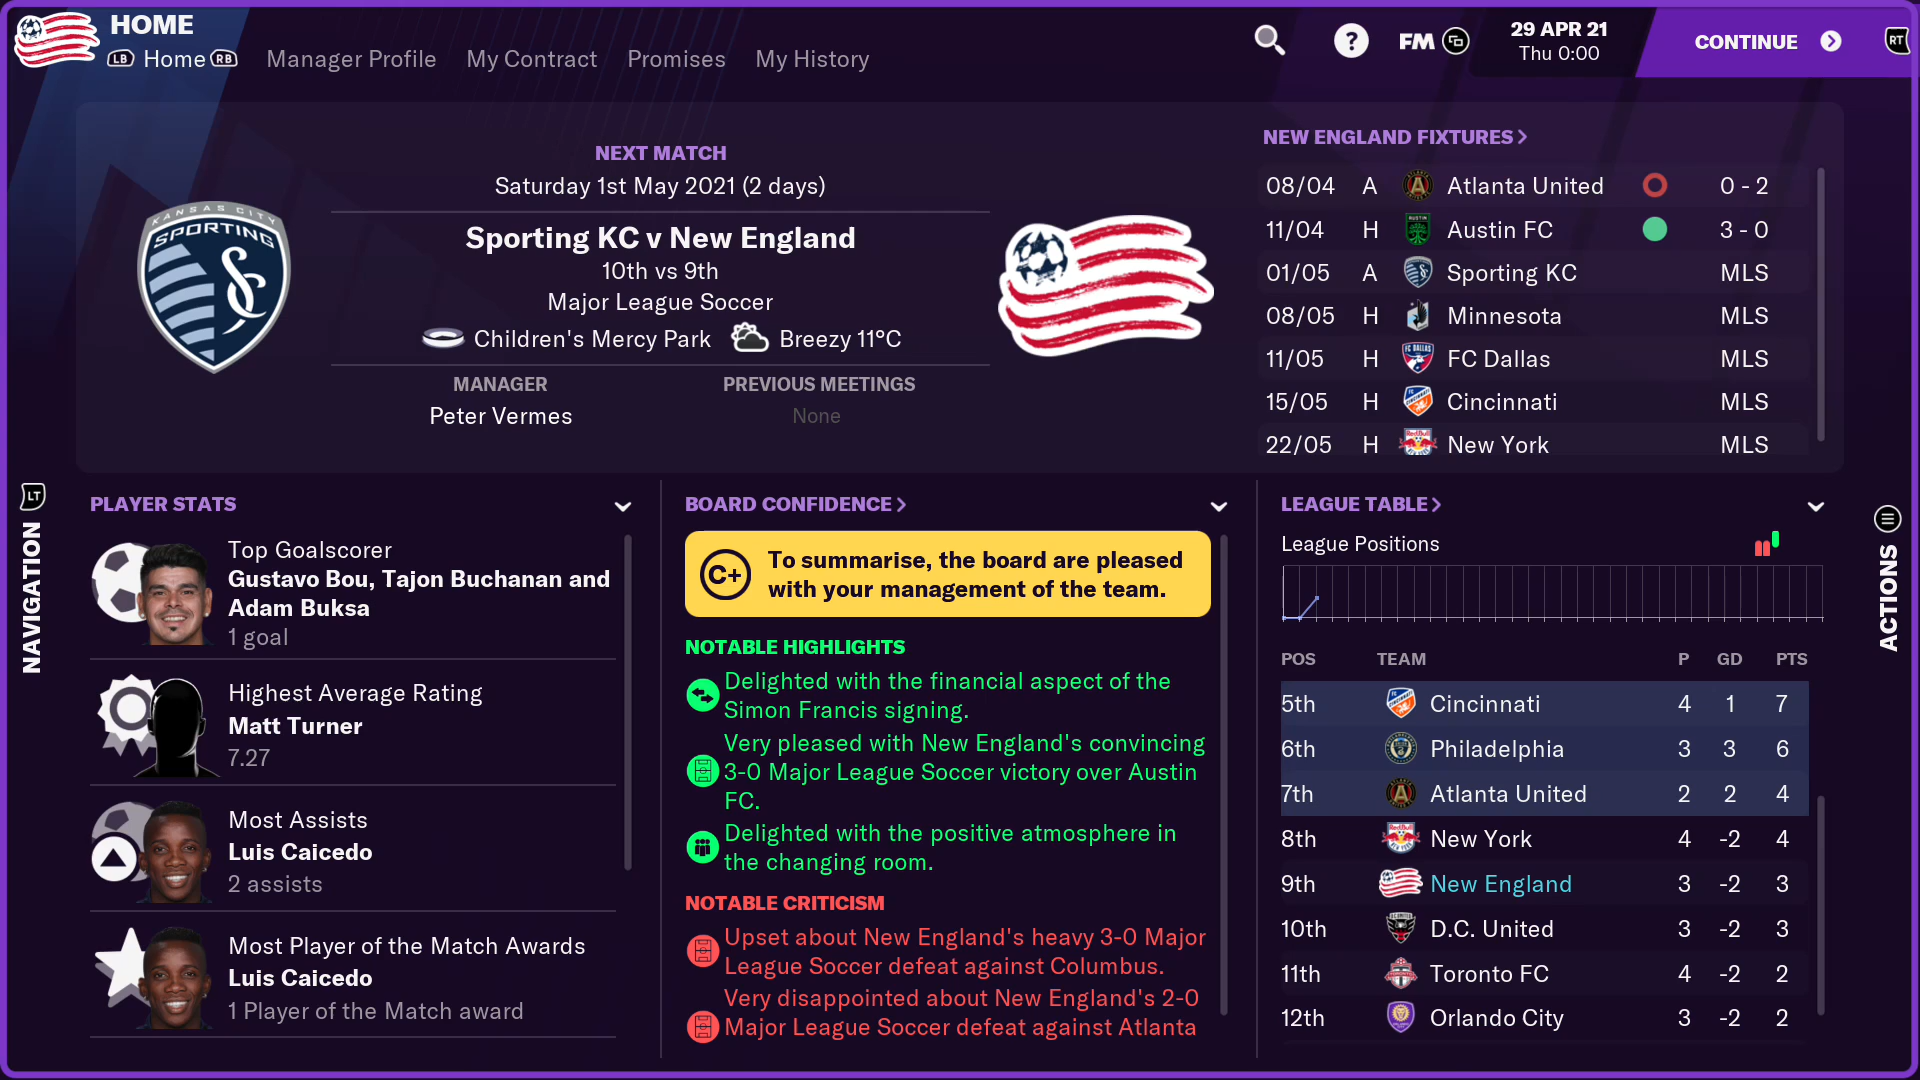 HOME
LB Home RB
Manager Profile
My Contract
Promises
My History
?
FM
29 APR 21
Thu 0:00
CONTINUE
RT
NEXT MATCH
Saturday 1st May 2021 (2 days)
KANSAS CITY
SPORTING
Sporting KC v New England
10th vs 9th
Major League Soccer
Children's Mercy Park
Breezy 11°C
MANAGER
Peter Vermes
PREVIOUS MEETINGS
None
NEW ENGLAND FIXTURES
08/04 A Atlanta United 0 - 2
11/04 H Austin FC 3 - 0
01/05 A Sporting KC MLS
08/05 H Minnesota MLS
11/05 H FC Dallas MLS
15/05 H Cincinnati MLS
22/05 H New York MLS
LT
NAVIGATION
PLAYER STATS
Top Goalscorer
Gustavo Bou, Tajon Buchanan and
Adam Buksa
1 goal
Highest Average Rating
Matt Turner
7.27
Most Assists
Luis Caicedo
2 assists
Most Player of the Match Awards
Luis Caicedo
1 Player of the Match award
BOARD CONFIDENCE
C+
To summarise, the board are pleased
with your management of the team.
NOTABLE HIGHLIGHTS
Delighted with the financial aspect of the
Simon Francis signing.
Very pleased with New England's convincing
3-0 Major League Soccer victory over Austin
FC.
Delighted with the positive atmosphere in
the changing room.
NOTABLE CRITICISM
Upset about New England's heavy 3-0 Major
League Soccer defeat against Columbus.
Very disappointed about New England's 2-0
Major League Soccer defeat against Atlanta
LEAGUE TABLE
League Positions
POS TEAM P GD PTS
5th Cincinnati 4 1 7
6th Philadelphia 3 3 6
7th Atlanta United 2 2 4
8th New York 4 -2 4
9th New England 3 -2 3
10th D.C. United 3 -2 3
11th Toronto FC 4 -2 2
12th Orlando City 3 -2 2
ACTIONS